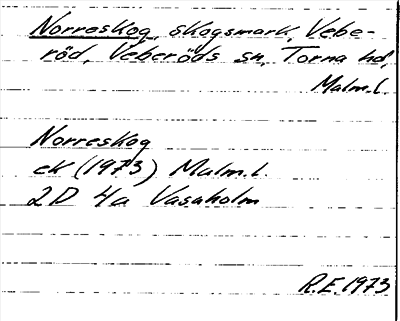 Norreskog, skogsmark, Vebe-
röd, Veberöds sn, Torna hd,
Malm.l.
Norreskog
ek (1973) Malm.l.
2D 4a Vasaholm
R.E. 1973